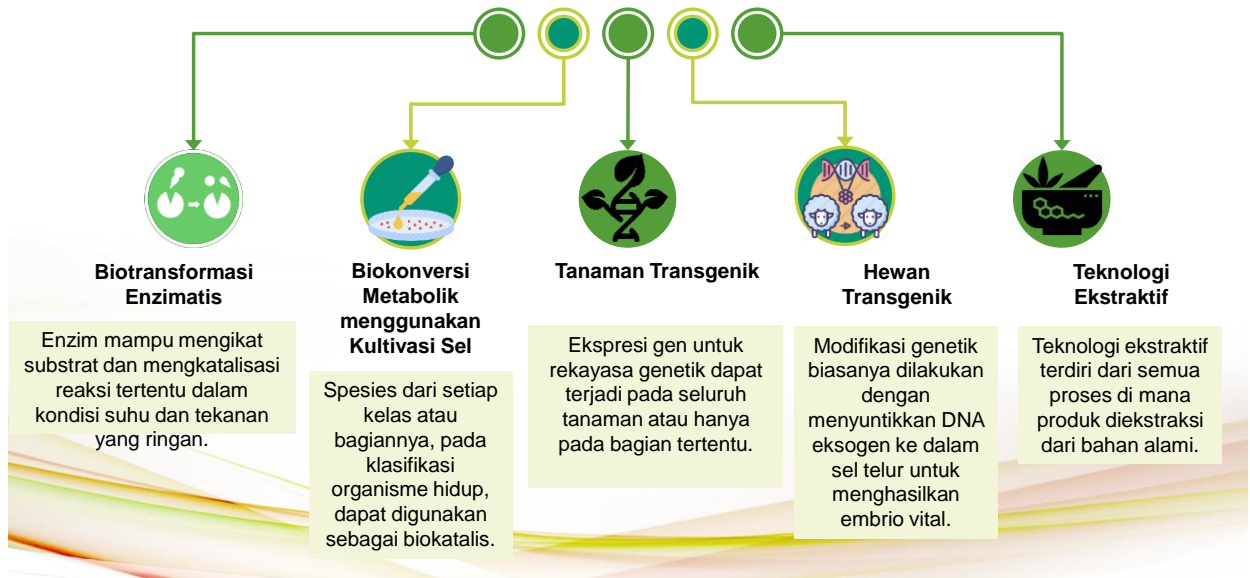 Biotransformasi
Enzimatis
Enzim mampu mengikat
substrat dan mengkatalisasi
reaksi tertentu dalam
kondisi suhu dan tekanan
yang ringan.
Biokonversi
Metabolik
menggunakan
Kultivasi Sel
Spesies dari setiap
kelas atau
bagiannya, pada
klasifikasi
organisme hidup,
dapat digunakan
sebagai biokatalis.
Tanaman Transgenik
Ekspresi gen untuk
rekayasa genetik dapat
terjadi pada seluruh
tanaman atau hanya
pada bagian tertentu.
Hewan
Transgenik
Modifikasi genetik
biasanya dilakukan
dengan
menyuntikkan DNA
eksogen ke dalam
sel telur untuk
menghasilkan
embrio vital.
Teknologi
Ekstraktif
Teknologi ekstraktif
terdiri dari semua
proses di mana
produk diekstraksi
dari bahan alami.